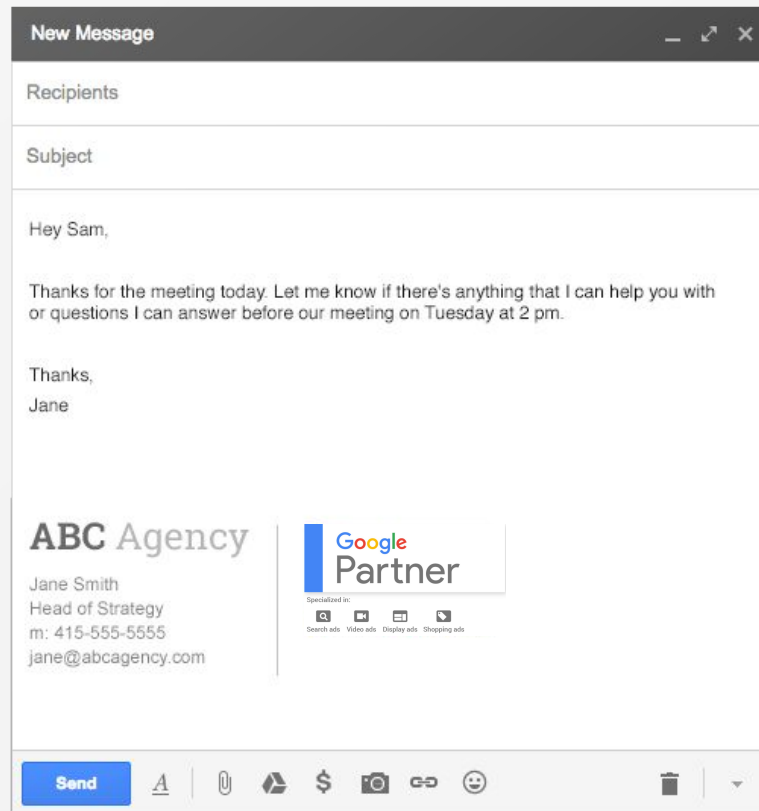 New Message
Recipients
Subject
Hey Sam,
Thanks for the meeting today. Let me know if there's anything that I can help you with
or questions I can answer before our meeting on Tuesday at 2 pm.
Thanks,
Jane
ABC Agency
Jane Smith
Head of Strategy
m: 415-555-5555
jane@abcagency.com
Google
Partner
Specialized in:
Search ads Video ads Display ads Shopping ads
Send A $